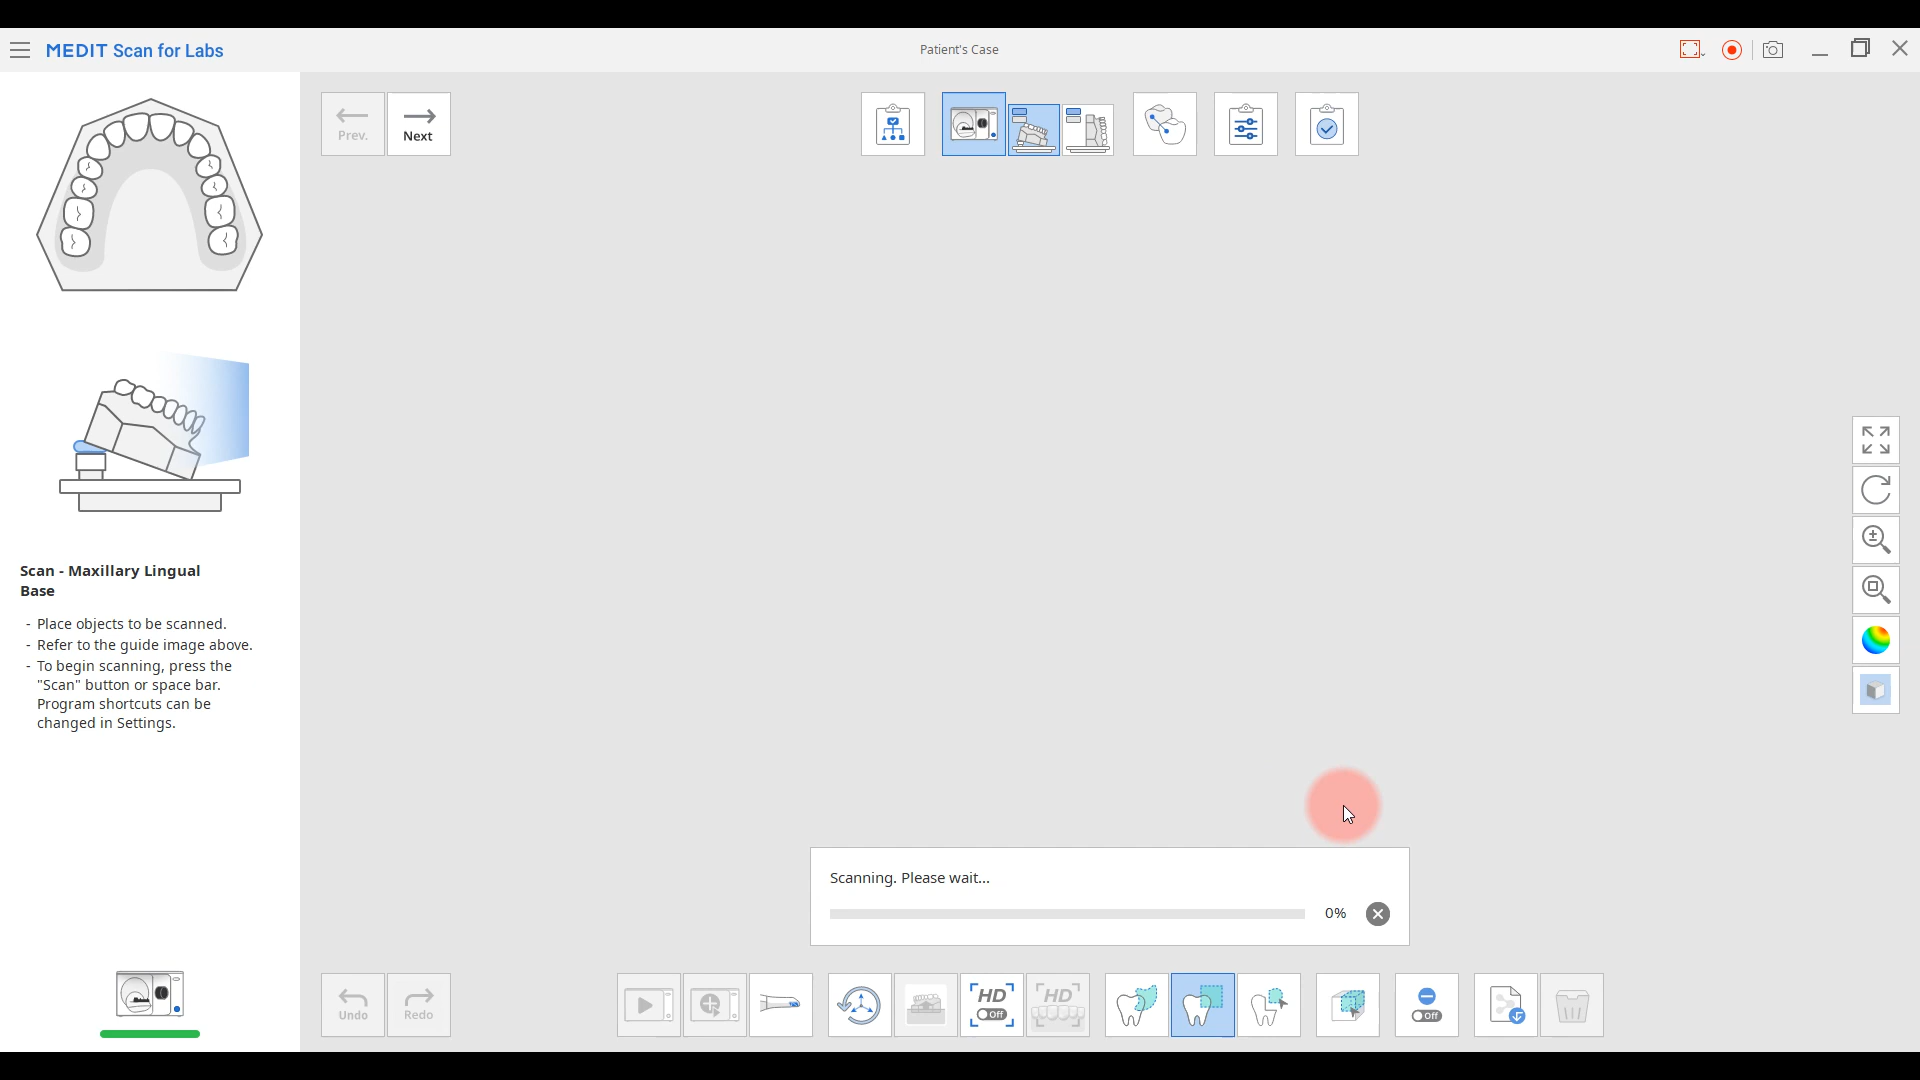 MEDIT Scan for Labs
Patient's Case
Prev.
Next
Scan - Maxillary Lingual
Base
- Place objects to be scanned.
- Refer to the guide image above.
- To begin scanning, press the
"Scan" button or space bar.
Program shortcuts can be
changed in Settings.
Scanning. Please wait...
0%
Undo
Redo
HD
Off
HD
Off